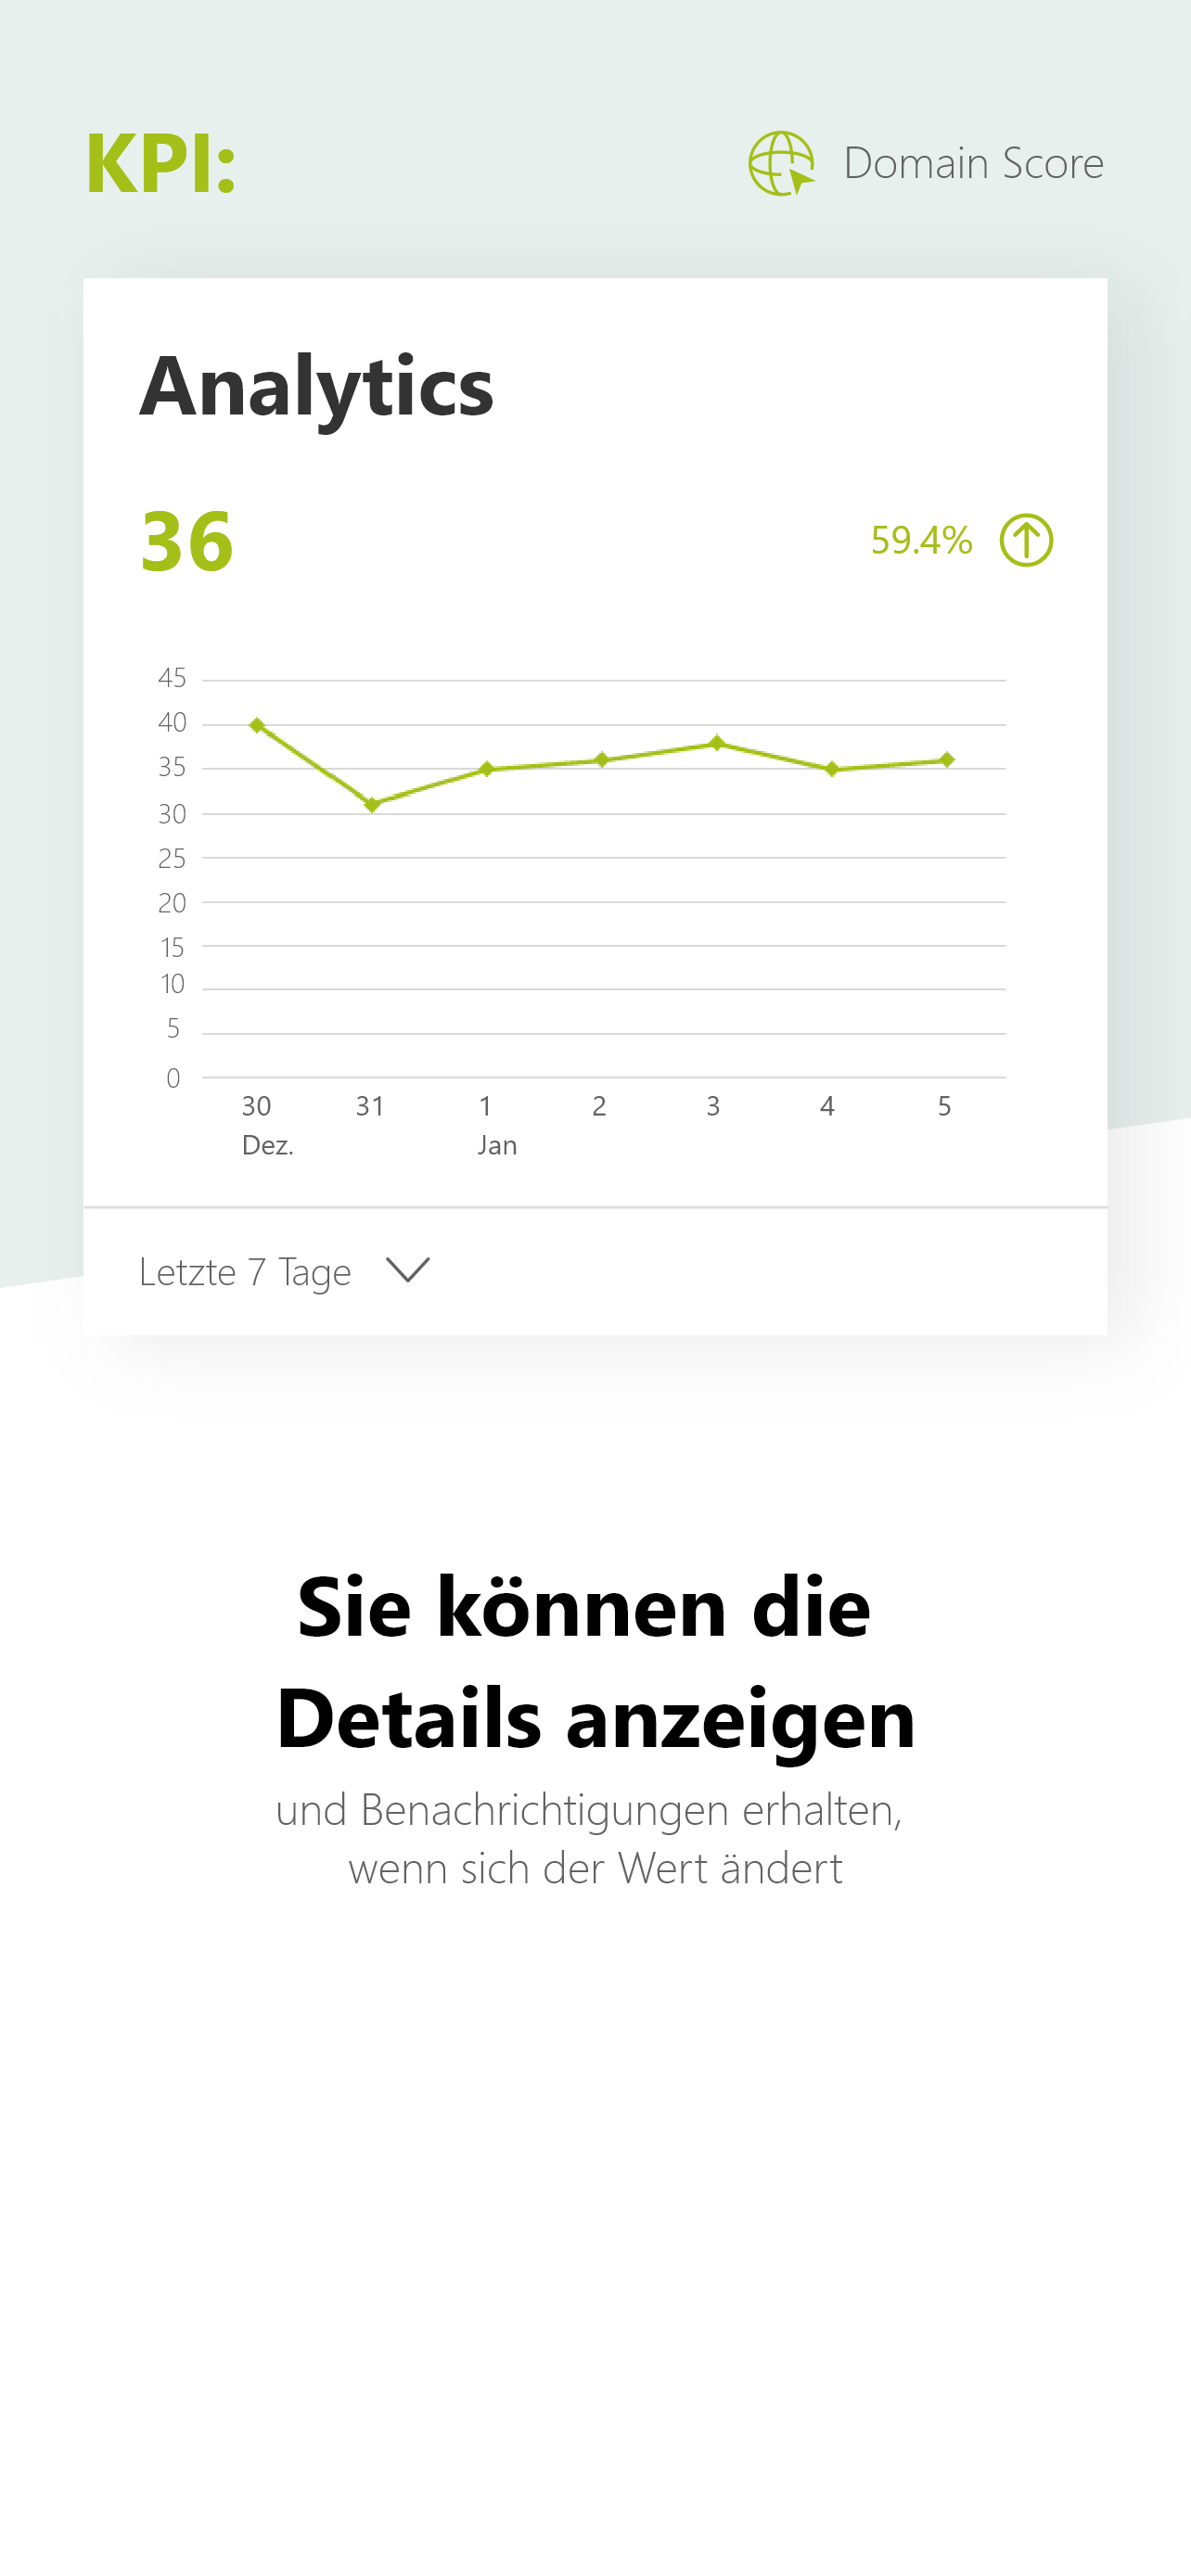 KPI:
Domain Score
Analytics
36
59.4%
45
40
35
30
25
20
15
10
5
0
30 31 1 2 3 4 5
Dez. Jan
Letzte 7 Tage
Sie können die
Details anzeigen
und Benachrichtigungen erhalten,
wenn sich der Wert ändert